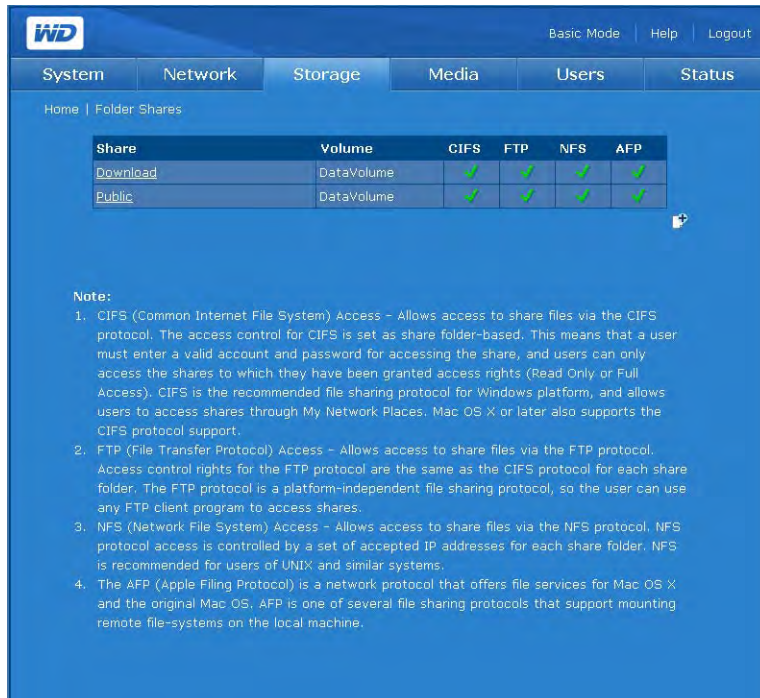 WD
Basic Mode | Help | Logout
System Network Storage Media Users Status
Home | Folder Shares
Share Volume CIFS FTP NFS AFP
Download DataVolume
Public DataVolume
Note:
1. CIFS (Common Internet File System) Access - Allows access to share files via the CIFS
protocol. The access control for CIFS is set as share folder-based. This means that a user
must enter a valid account and password for accessing the share, and users can only
access the shares to which they have been granted access rights (Read Only or Full
Access). CIFS is the recommended file sharing protocol for Windows platform, and allows
users to access shares through My Network Places. Mac OS X or later also supports the
CIFS protocol support.
2. FTP (File Transfer Protocol) Access - Allows access to share files via the FTP protocol.
Access control rights for the FTP protocol are the same as the CIFS protocol for each share
folder. The FTP protocol is a platform-independent file sharing protocol, so the user can use
any FTP client program to access shares.
3. NFS (Network File System) Access - Allows access to share files via the NFS protocol. NFS
protocol access is controlled by a set of accepted IP addresses for each share folder. NFS
is recommended for users of UNIX and similar systems.
4. The AFP (Apple Filing Protocol) is a network protocol that offers file services for Mac OS X
and the original Mac OS. AFP is one of several file sharing protocols that support mounting
remote file-systems on the local machine.